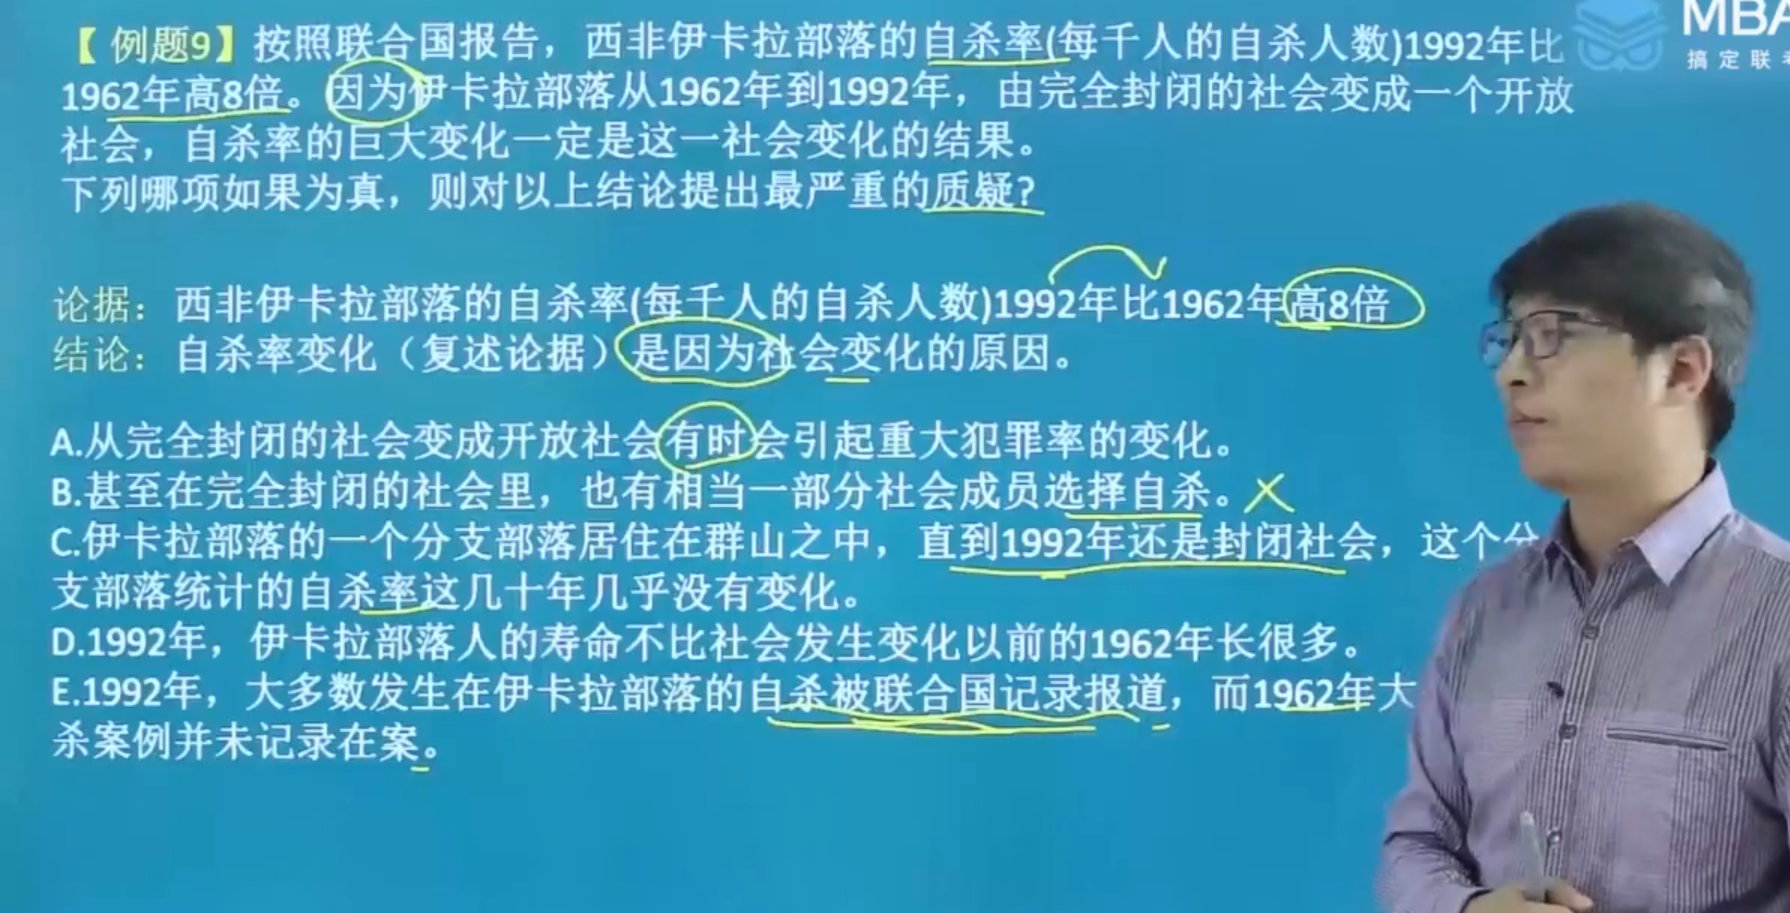 【例题9】按照联合国报告，西非伊卡拉部落的自杀率(每千人的自杀人数)1992年比
1962年高8倍。因为伊卡拉部落从1962年到1992年，由完全封闭的社会变成一个开放
社会，自杀率的巨大变化一定是这一社会变化的结果。
下列哪项如果为真，则对以上结论提出最严重的质疑?
论据：西非伊卡拉部落的自杀率(每千人的自杀人数)1992年比1962年高8倍
结论：自杀率变化（复述论据）是因为社会变化的原因。
A.从完全封闭的社会变成开放社会有时会引起重大犯罪率的变化。
B.甚至在完全封闭的社会里，也有相当一部分社会成员选择自杀。
C.伊卡拉部落的一个分支部落居住在群山之中，直到1992年还是封闭社会，这个分
支部落统计的自杀率这几十年几乎没有变化。
D.1992年，伊卡拉部落人的寿命不比社会发生变化以前的1962年长很多。
E.1992年，大多数发生在伊卡拉部落的自杀被联合国记录报道，而1962年大
杀案例并未记录在案。
MBA
搞定联考